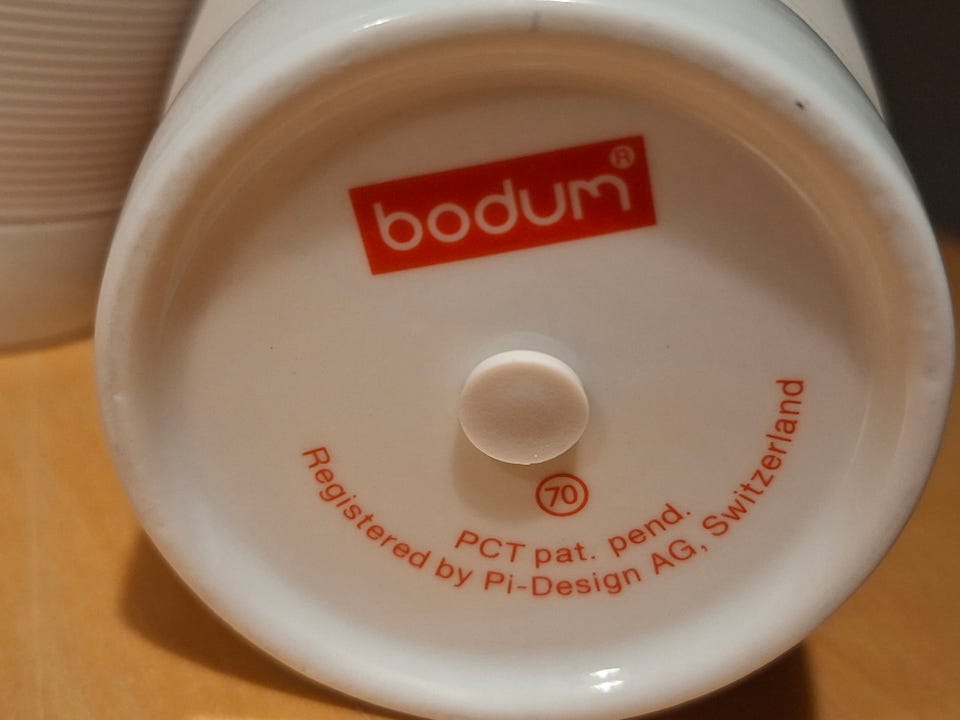 bodum®
70
PCT pat. pend.
Registered by Pi-Design AG, Switzerland